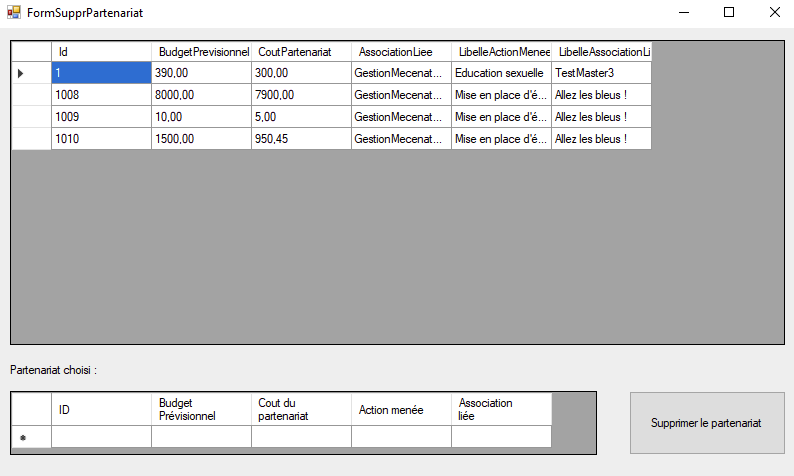 FormSupprPartenariat
Id BudgetPrevisionnel CoutPartenariat AssociationLiee LibelleActionMenee LibelleAssociationLi
1 390,00 300,00 GestionMecenat... Education sexuelle TestMaster3
1008 8000,00 7900,00 GestionMecenat... Mise en place d'é... Allez les bleus !
1009 10,00 5,00 GestionMecenat... Mise en place d'é... Allez les bleus !
1010 1500,00 950,45 GestionMecenat... Mise en place d'é... Allez les bleus !
Partenariat choisi :
ID Budget Prévisionnel Cout du partenariat Action menée Association liée
Supprimer le partenariat